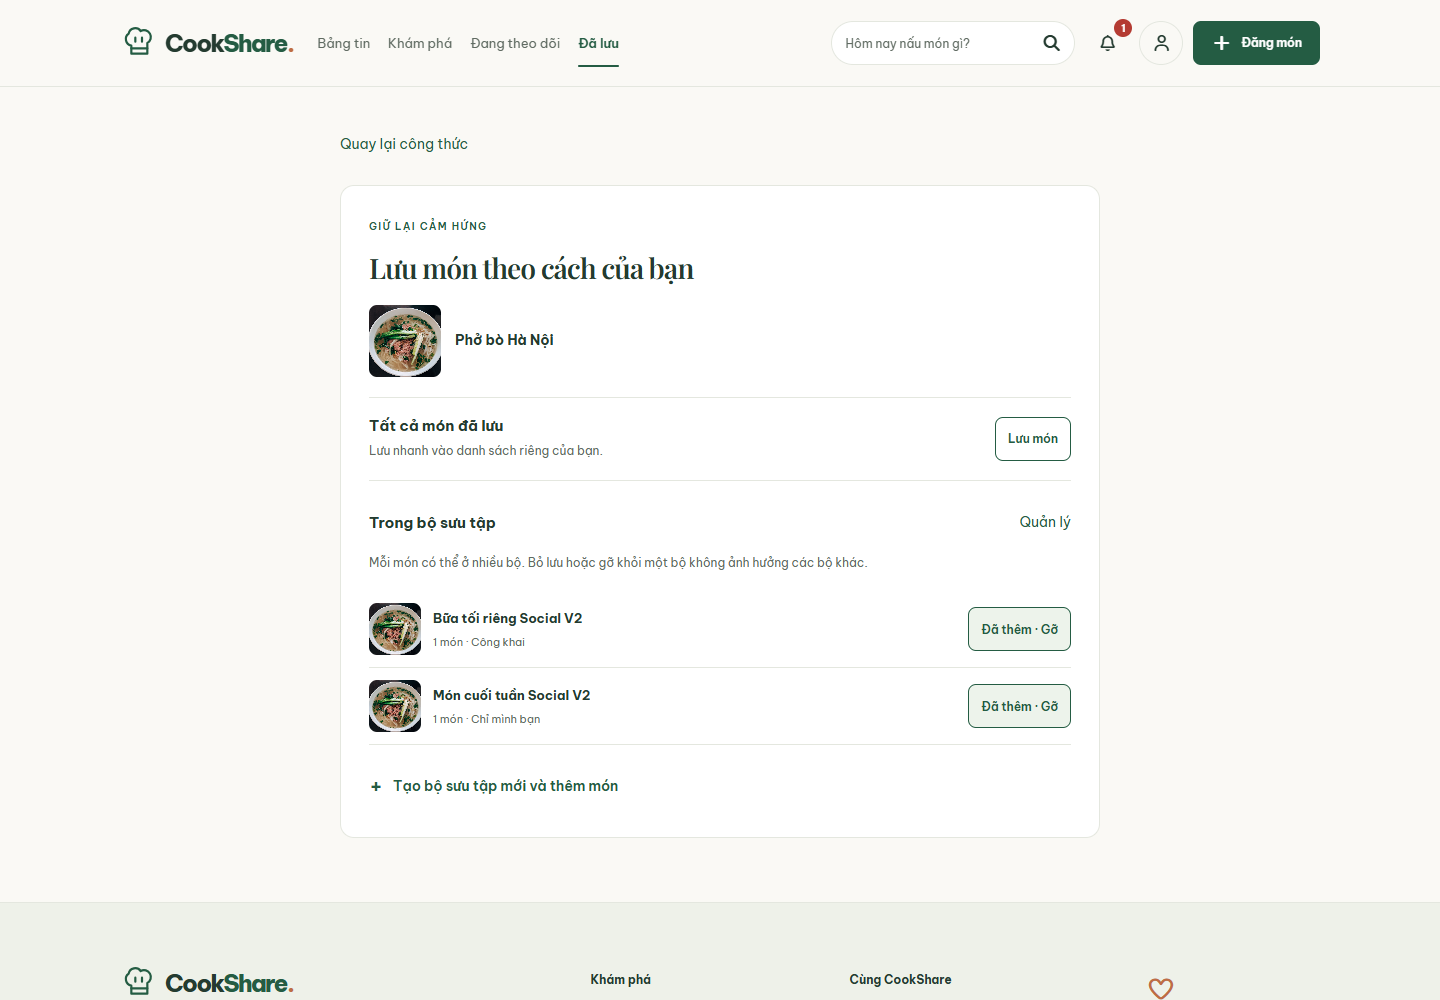 CookShare.
Bảng tin
Khám phá
Đang theo dõi
Đã lưu
Hôm nay nấu món gì?
1
Đăng món
Quay lại công thức
GIỮ LẠI CẢM HỨNG
Lưu món theo cách của bạn
Phở bò Hà Nội
Tất cả món đã lưu
Lưu nhanh vào danh sách riêng của bạn.
Lưu món
Trong bộ sưu tập
Quản lý
Mỗi món có thể ở nhiều bộ. Bỏ lưu hoặc gỡ khỏi một bộ không ảnh hưởng các bộ khác.
Bữa tối riêng Social V2
1 món · Công khai
Đã thêm · Gỡ
Món cuối tuần Social V2
1 món · Chỉ mình bạn
Đã thêm · Gỡ
+ Tạo bộ sưu tập mới và thêm món
CookShare.
Khám phá
Cùng CookShare